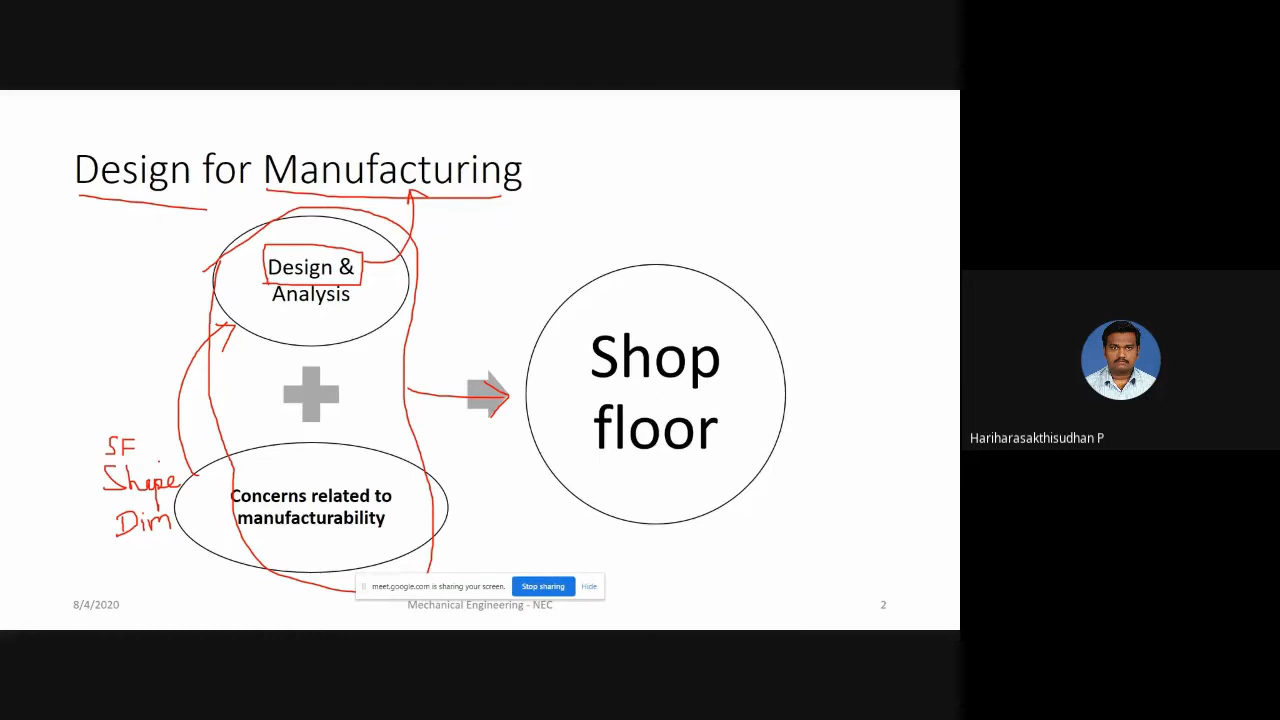 Design for Manufacturing
Design &
Analysis
SF
Shape
Dim
Concerns related to
manufacturability
Shop
floor
meet.google.com is sharing your screen.
Stop sharing
Hide
8/4/2020
Mechanical Engineering - NEC
2
Hariharasakthisudhan P